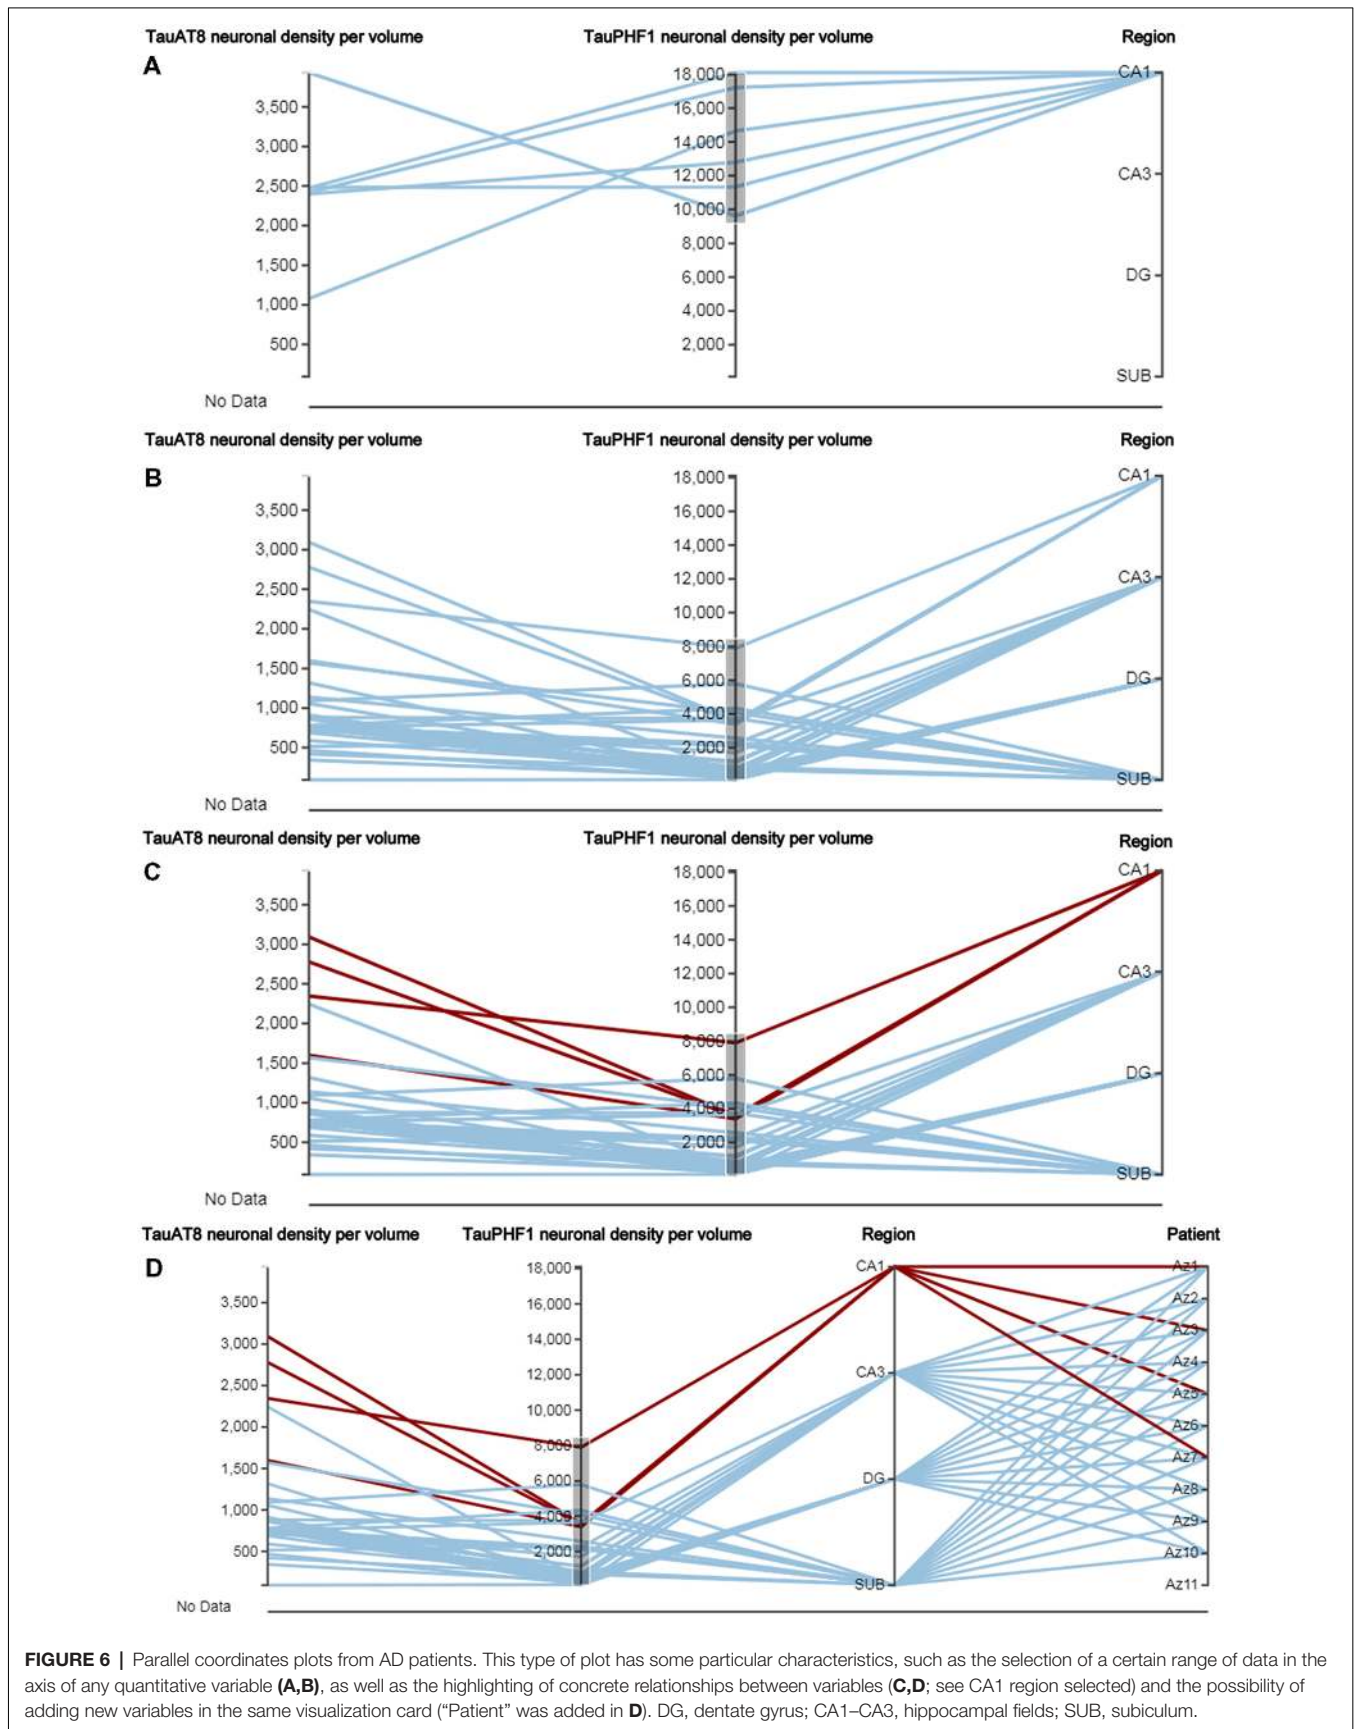 TauAT8 neuronal density per volume TauPHF1 neuronal density per volume Region
A
18,000 CA1
3,500 16,000
3,000 14,000
2,500 12,000 CA3
2,000 10,000
1,500 8,000
1,000 6,000 DG
4,000
500 2,000
SUB
No Data
TauAT8 neuronal density per volume TauPHF1 neuronal density per volume Region
B
18,000 CA1
3,500 16,000
3,000 14,000
2,500 12,000 CA3
2,000 10,000
1,500 8,000
1,000 6,000 DG
4,000
500 2,000
SUB
No Data
TauAT8 neuronal density per volume TauPHF1 neuronal density per volume Region
C
18,000 CA1
3,500 16,000
3,000 14,000
2,500 12,000 CA3
2,000 10,000
1,500 8,000
1,000 6,000 DG
4,000
500 2,000
SUB
No Data
TauAT8 neuronal density per volume TauPHF1 neuronal density per volume Region Patient
D
18,000 CA1 Az1
3,500 16,000 Az2
3,000 14,000 Az3
2,500 12,000 CA3 Az4
2,000 10,000 Az5
1,500 8,000 Az6
1,000 6,000 DG Az7
4,000 Az8
500 2,000 Az9
Az10
SUB Az11
No Data
FIGURE 6 | Parallel coordinates plots from AD patients. This type of plot has some particular characteristics, such as the selection of a certain range of data in the
axis of any quantitative variable (A,B), as well as the highlighting of concrete relationships between variables (C,D; see CA1 region selected) and the possibility of
adding new variables in the same visualization card (“Patient” was added in D). DG, dentate gyrus; CA1–CA3, hippocampal fields; SUB, subiculum.